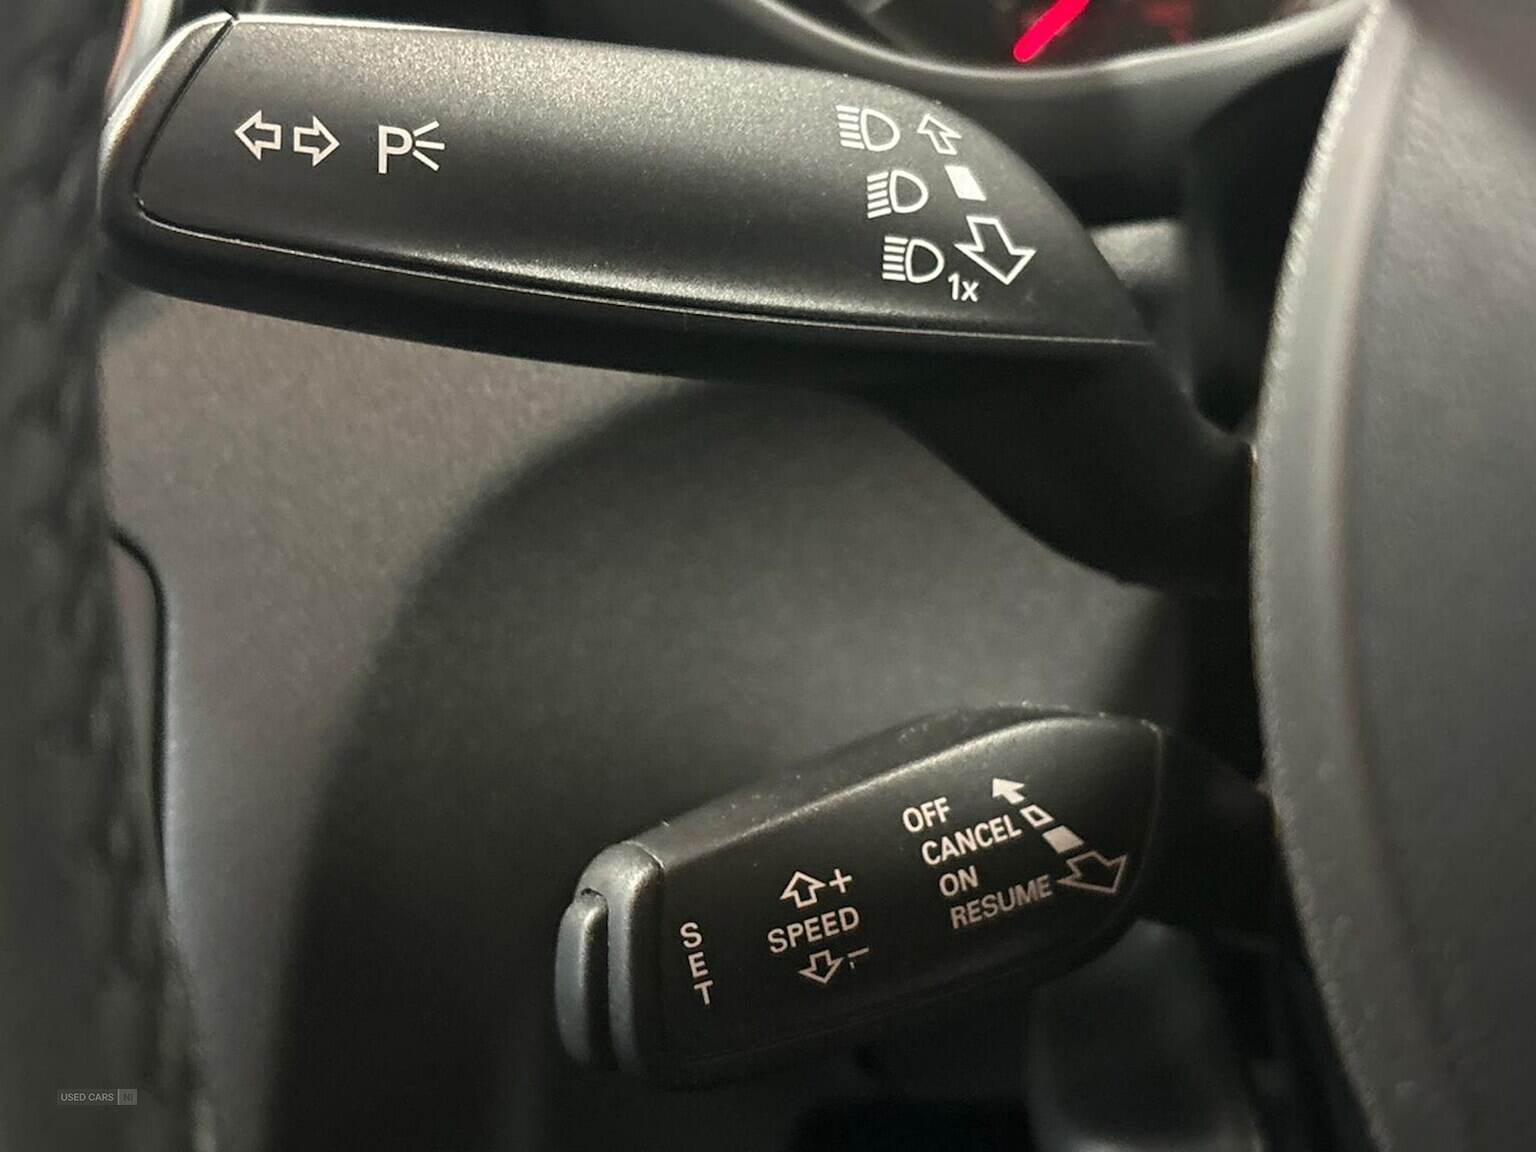 P
1x
OFF
CANCEL
ON
RESUME
+
SPEED
-
SET
USED CARS NI